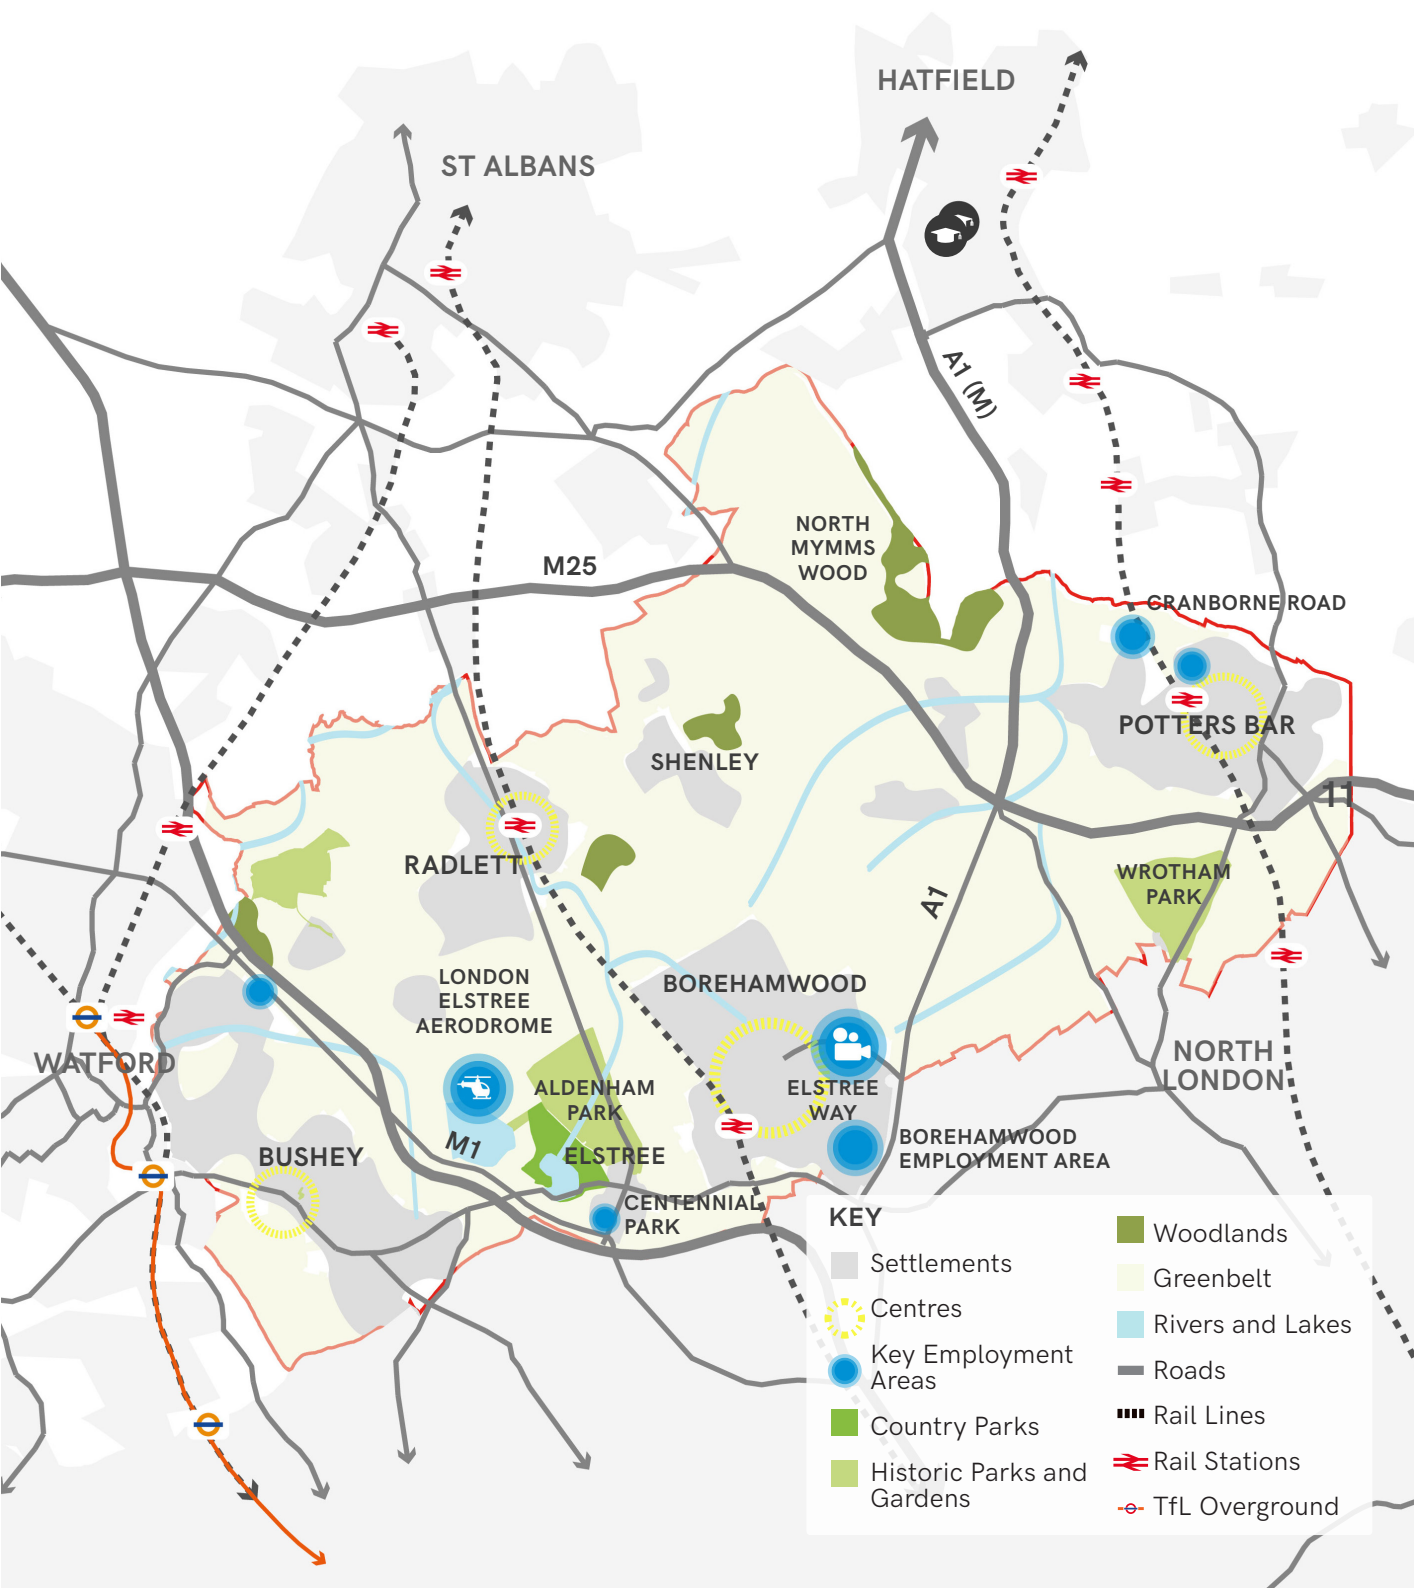 HATFIELD
ST ALBANS
A1 (M)
NORTH
MYMMS
WOOD
M25
CRANBORNE ROAD
POTTERS BAR
SHENLEY
11
RADLETT
WROTHAM
PARK
A1
LONDON
ELSTREE
AERODROME
BOREHAMWOOD
WATFORD
NORTH
LONDON
ALDENHAM
PARK
ELSTREE
WAY
M1
BUSHEY
ELSTREE
BOREHAMWOOD
EMPLOYMENT AREA
CENTENNIAL
PARK
KEY
Settlements
Centres
Key Employment
Areas
Country Parks
Historic Parks and
Gardens
Woodlands
Greenbelt
Rivers and Lakes
Roads
Rail Lines
Rail Stations
TfL Overground